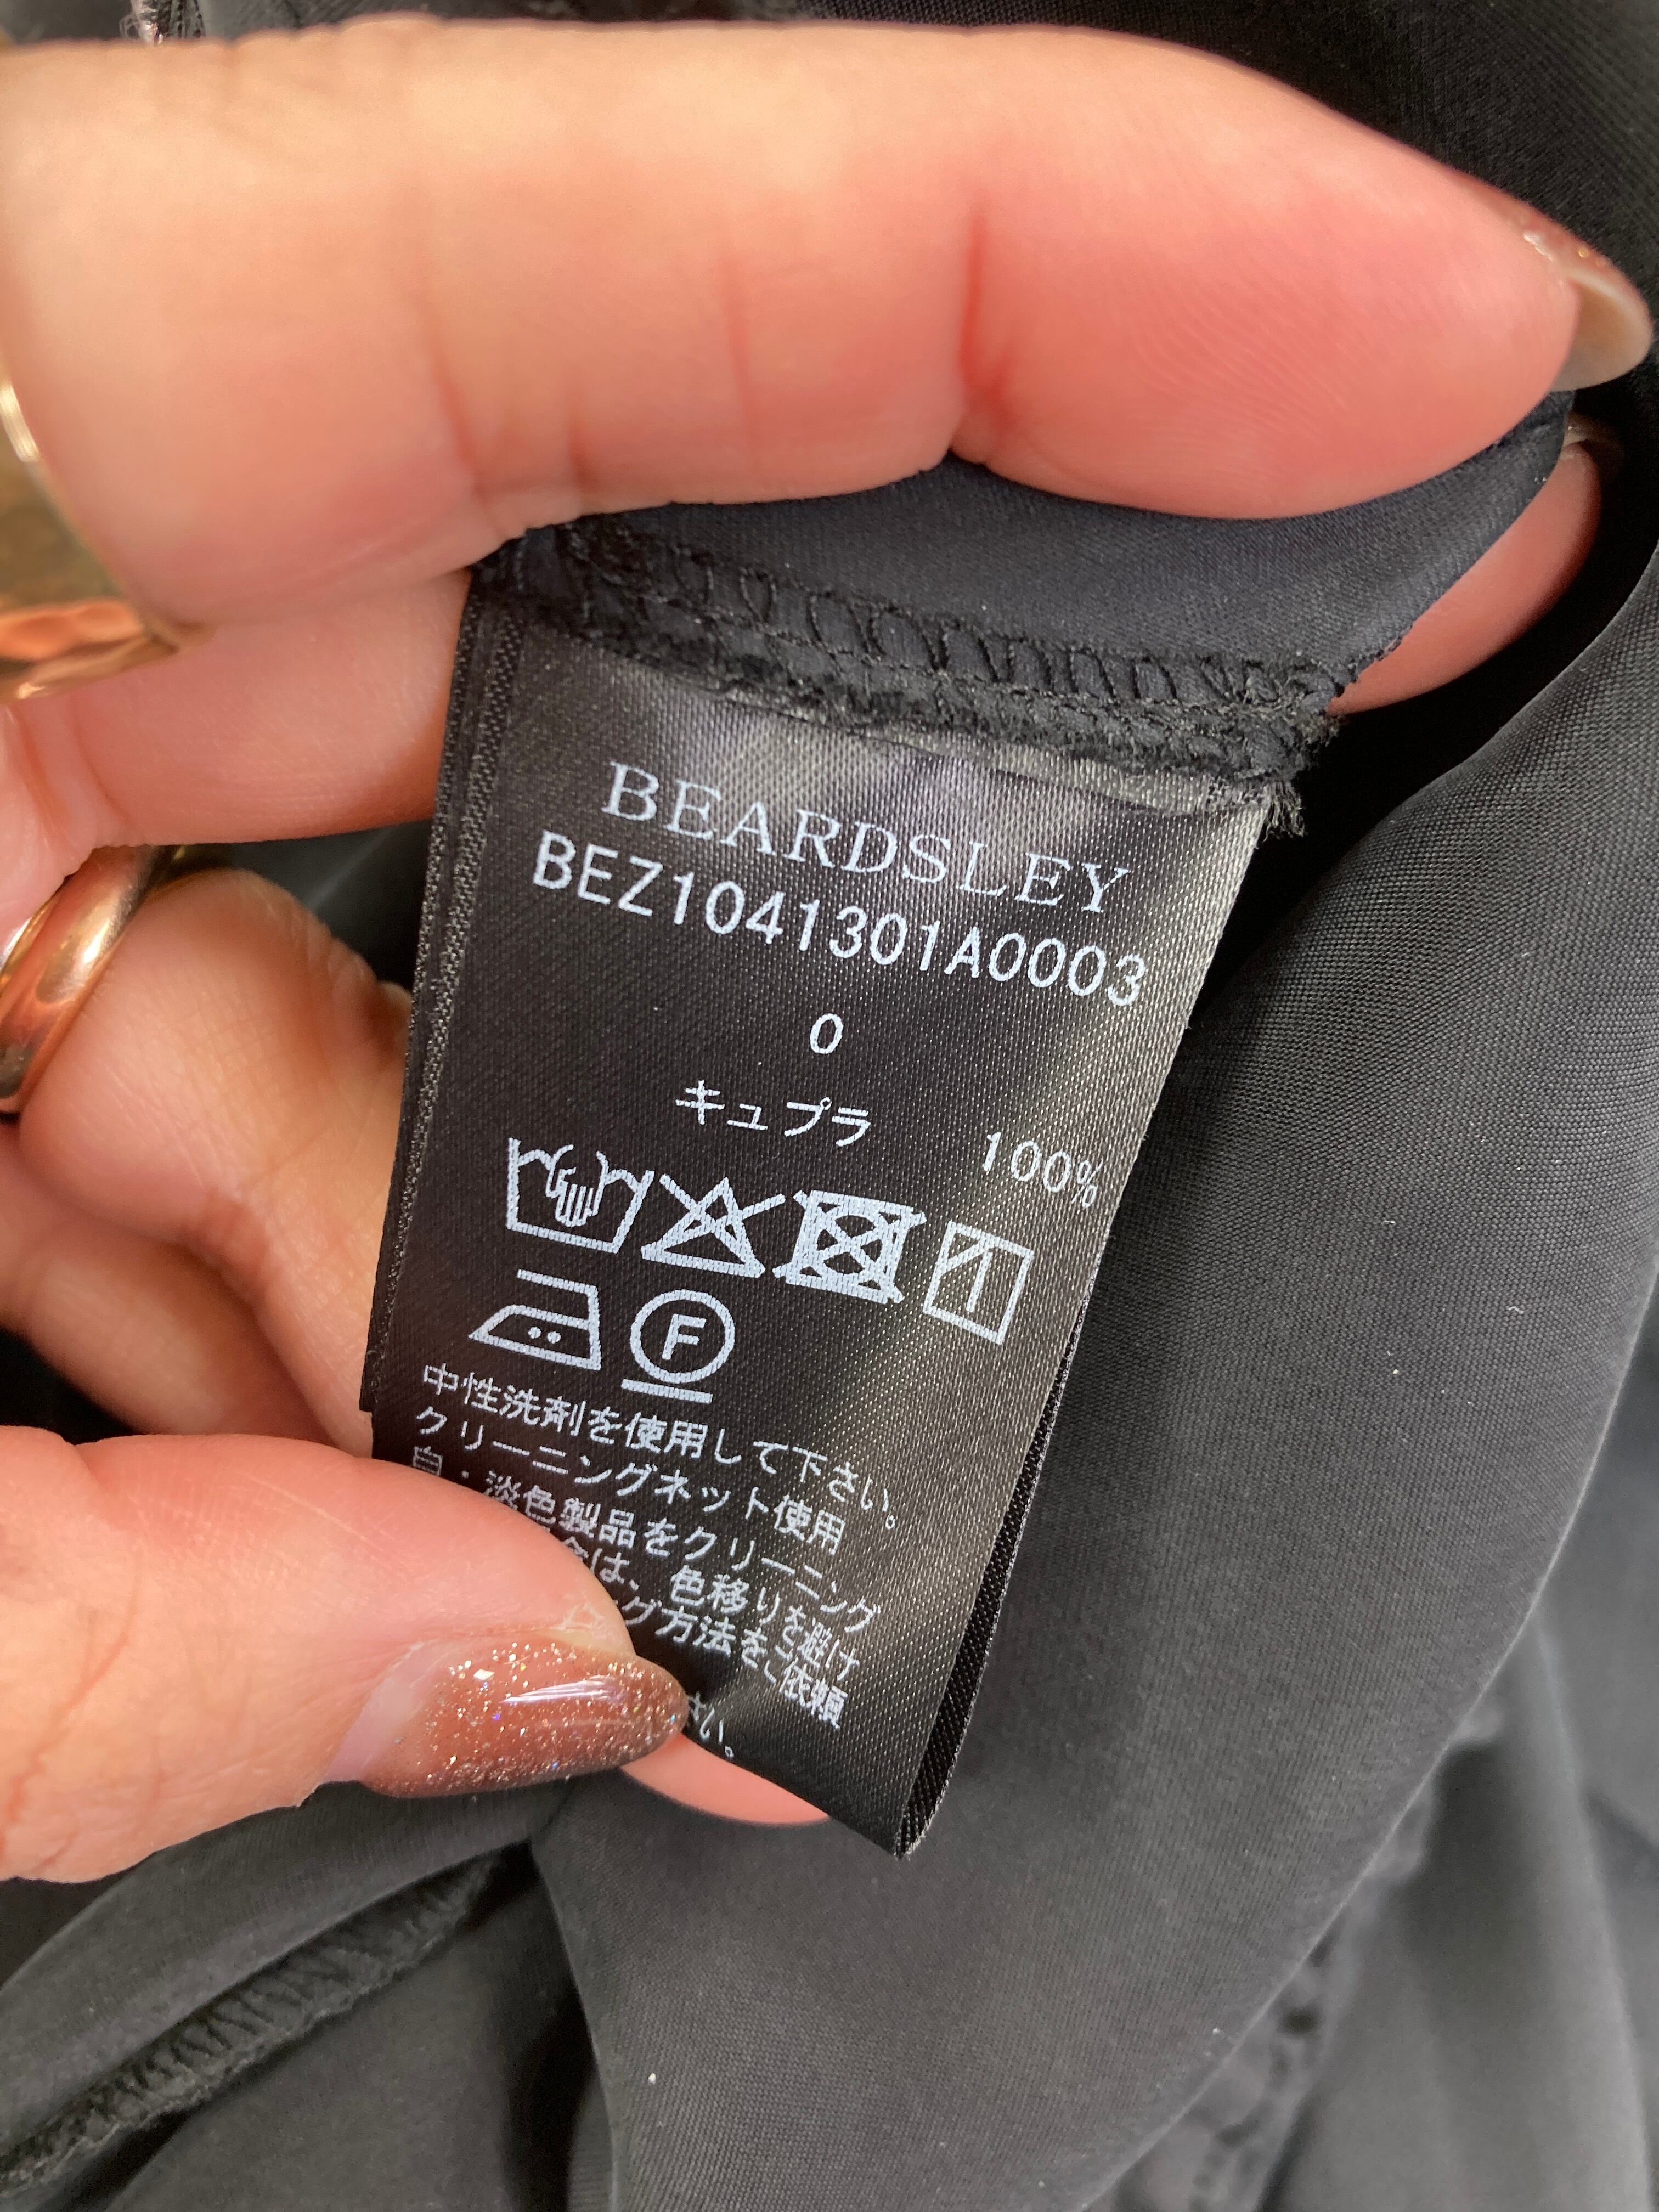 BEARDSLEY
BEZ1041301A0003
0
キュプラ 100%
F
中性洗剤を使用して下さい。
クリーニングネット使用
白・淡色製品をクリーニング
は、色移りを避け
グ方法をご依頼
さい。